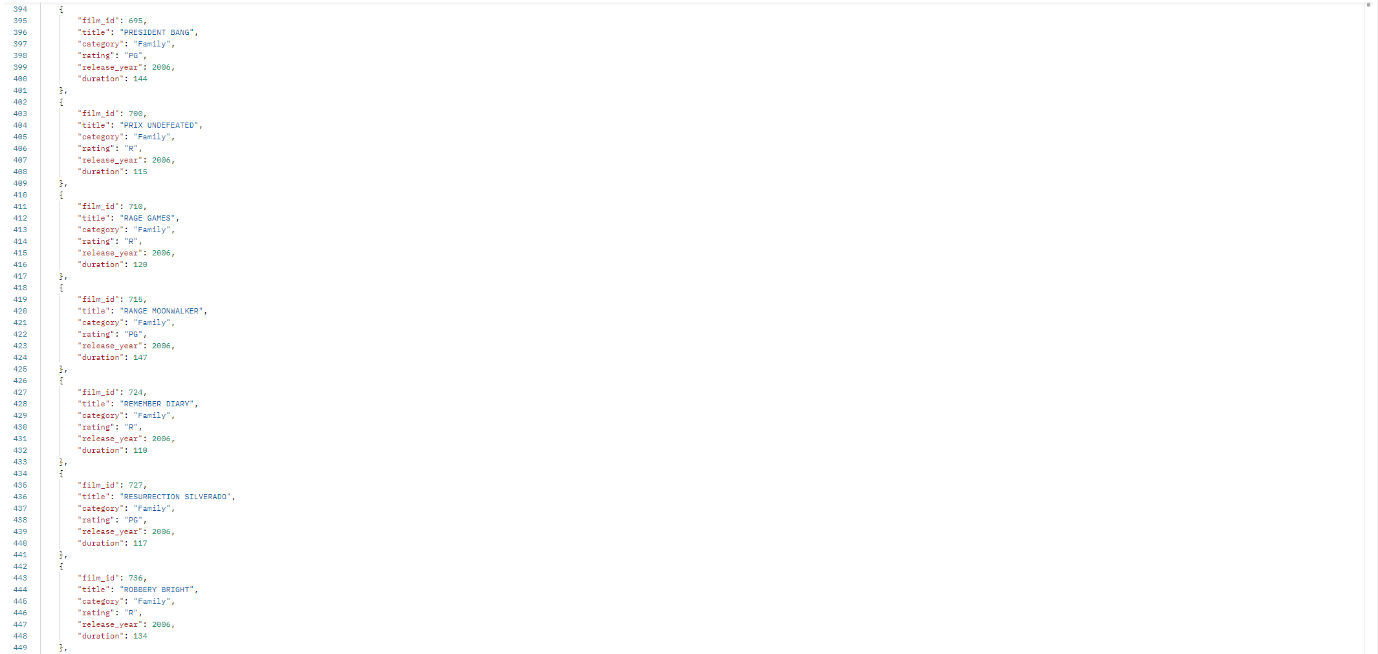 394 {
395 "film_id": 695,
396 "title": "PRESIDENT BANG",
397 "category": "Family",
398 "rating": "PG",
399 "release_year": 2006,
400 "duration": 144
401 },
402 {
403 "film_id": 700,
404 "title": "PRIX UNDEFEATED",
405 "category": "Family",
406 "rating": "R",
407 "release_year": 2006,
408 "duration": 115
409 },
410 {
411 "film_id": 710,
412 "title": "RAGE GAMES",
413 "category": "Family",
414 "rating": "R",
415 "release_year": 2006,
416 "duration": 120
417 },
418 {
419 "film_id": 715,
420 "title": "RANGE MOONWALKER",
421 "category": "Family",
422 "rating": "PG",
423 "release_year": 2006,
424 "duration": 147
425 },
426 {
427 "film_id": 724,
428 "title": "REMEMBER DIARY",
429 "category": "Family",
430 "rating": "R",
431 "release_year": 2006,
432 "duration": 110
433 },
434 {
435 "film_id": 727,
436 "title": "RESURRECTION SILVERADO",
437 "category": "Family",
438 "rating": "PG",
439 "release_year": 2006,
440 "duration": 117
441 },
442 {
443 "film_id": 736,
444 "title": "ROBBERY BRIGHT",
445 "category": "Family",
446 "rating": "R",
447 "release_year": 2006,
448 "duration": 134
449 },